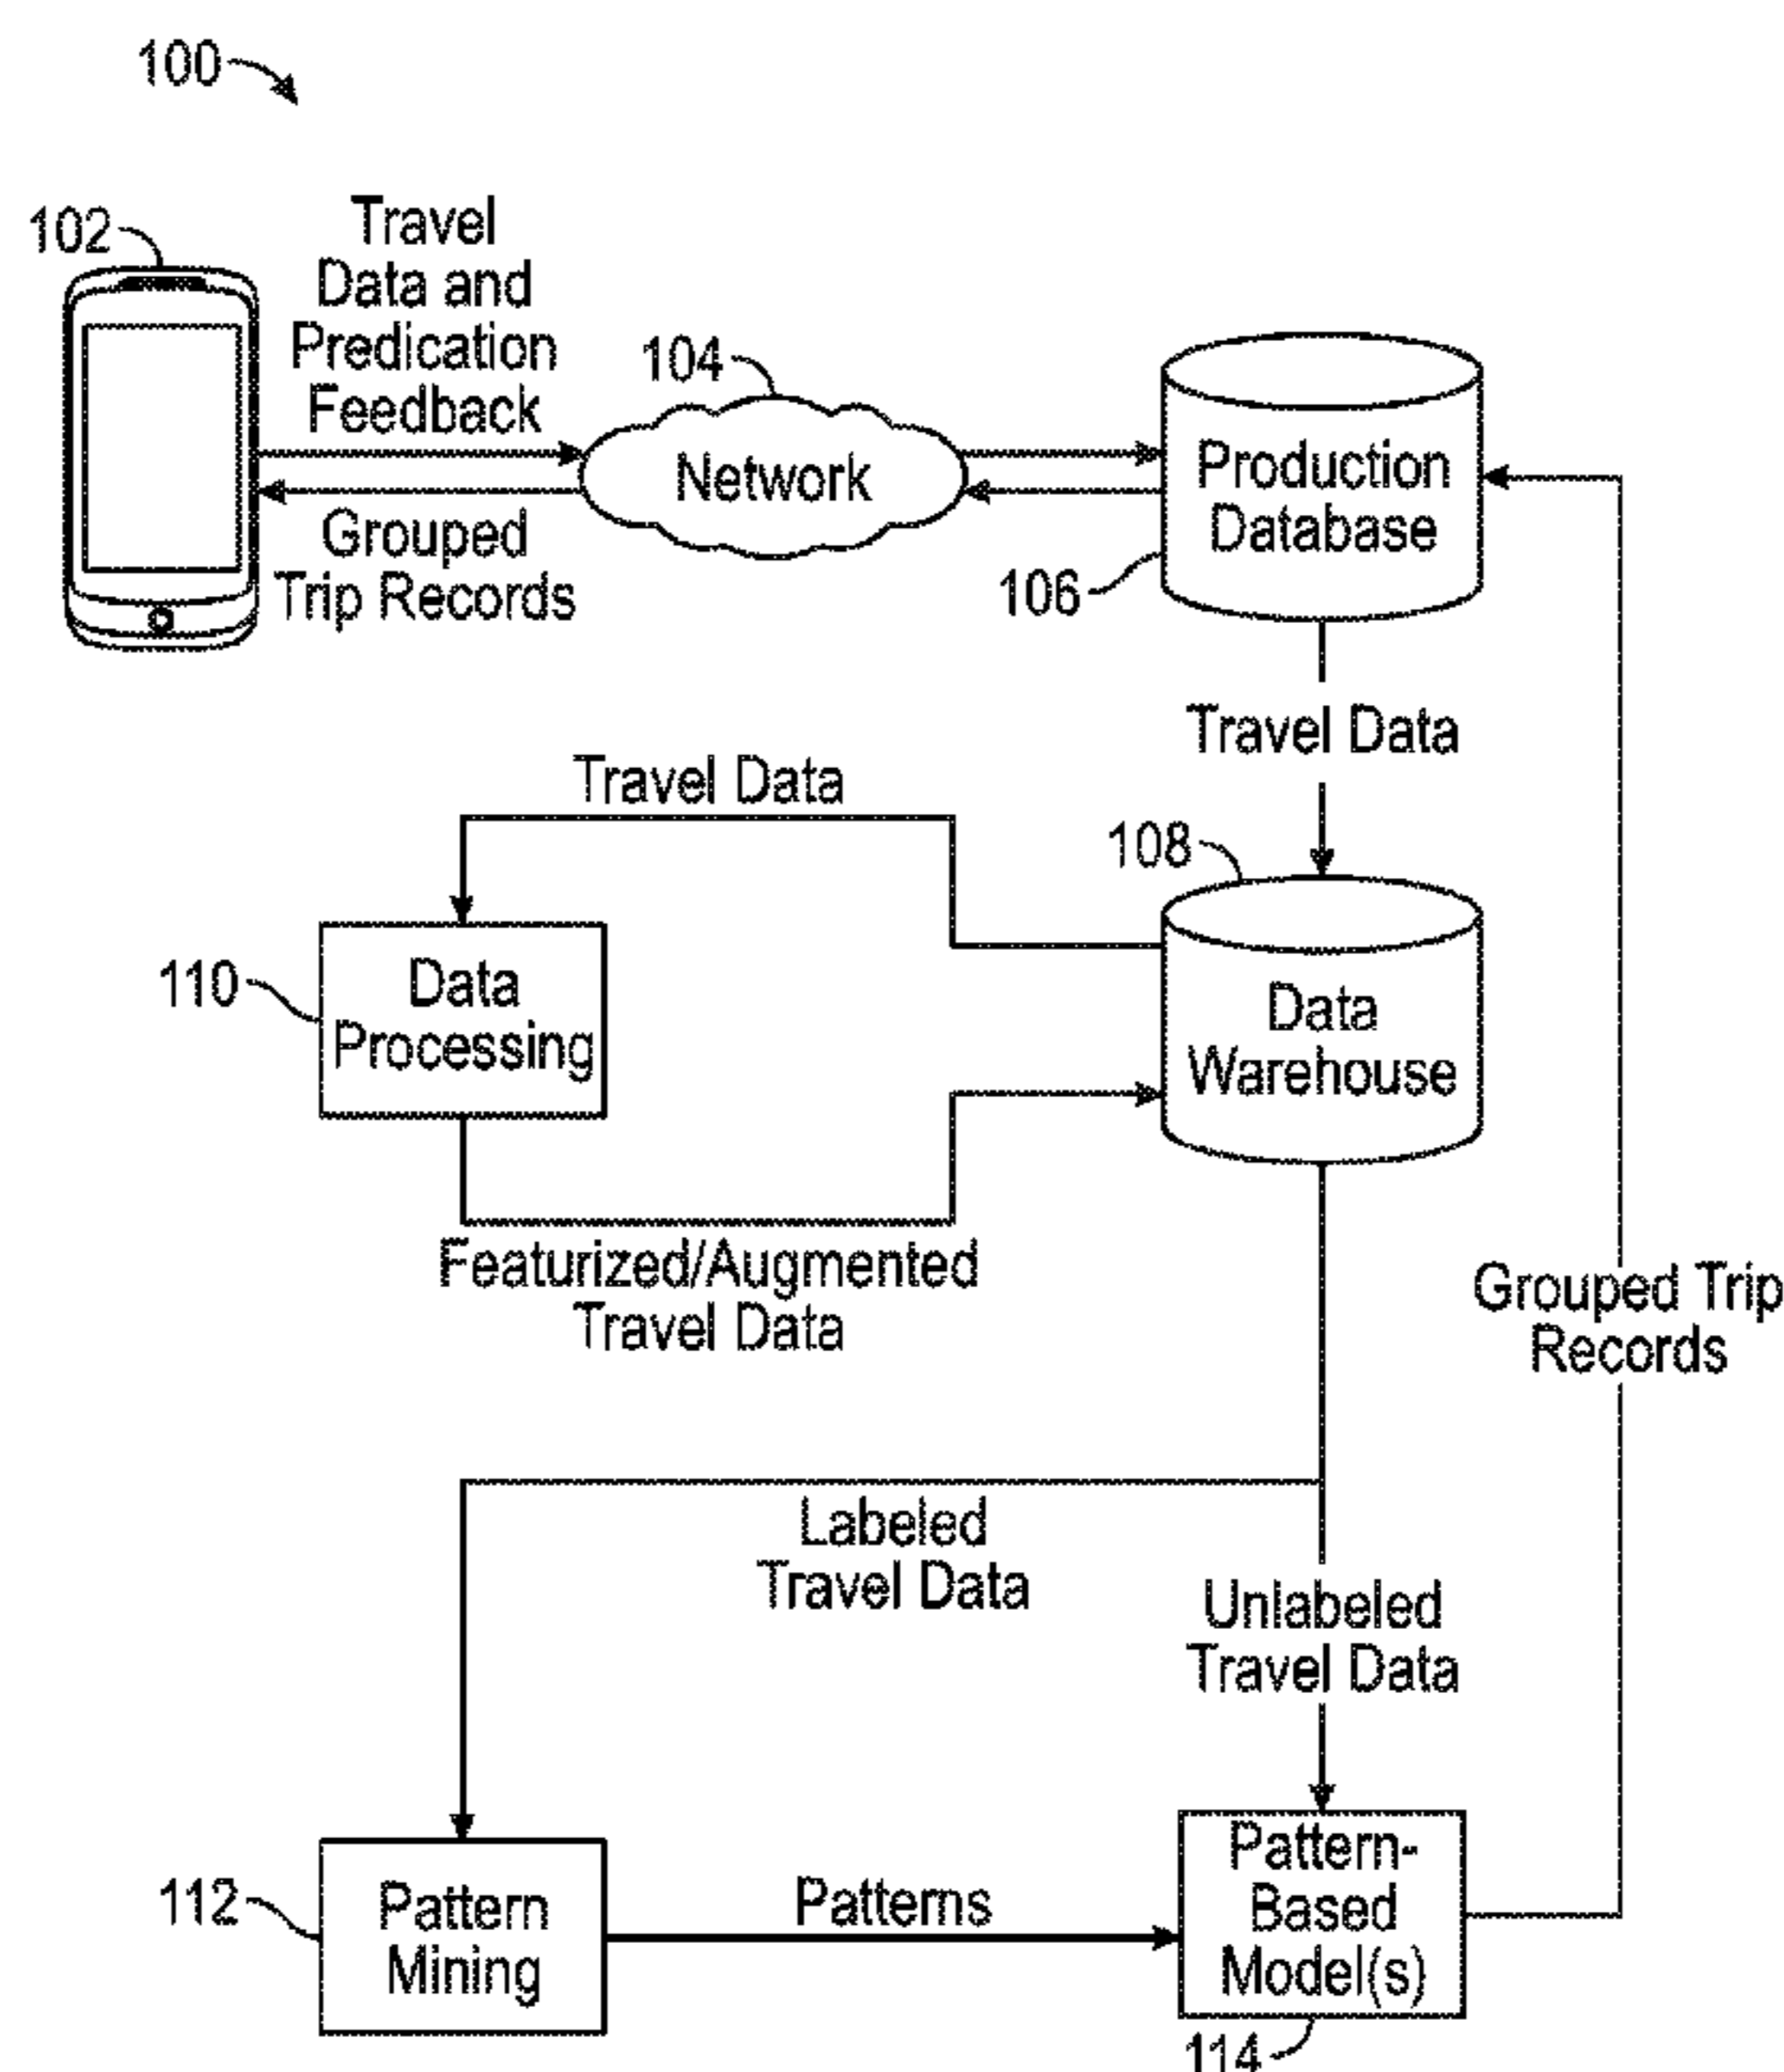 100
102
Travel
Data and
Predication
Feedback
104
Network
Production
Database
Grouped
Trip Records
106
Travel Data
Travel Data
108
110
Data
Processing
Data
Warehouse
Featurized/Augmented
Travel Data
Grouped Trip
Records
Labeled
Travel Data
Unlabeled
Travel Data
112
Pattern
Mining
Patterns
Pattern-
Based
Model(s)
114